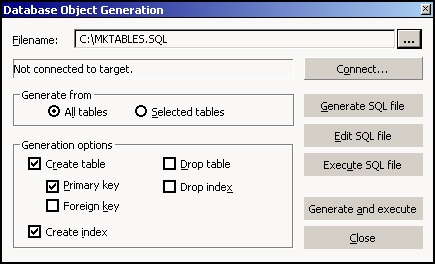 Database Object Generation
Filename: C:\MKTABLES.SQL ...
Not connected to target. Connect...
Generate from
All tables Selected tables
Generate SQL file
Edit SQL file
Execute SQL file
Generation options
Create table Drop table
Primary key Drop index
Foreign key
Create index
Generate and execute
Close